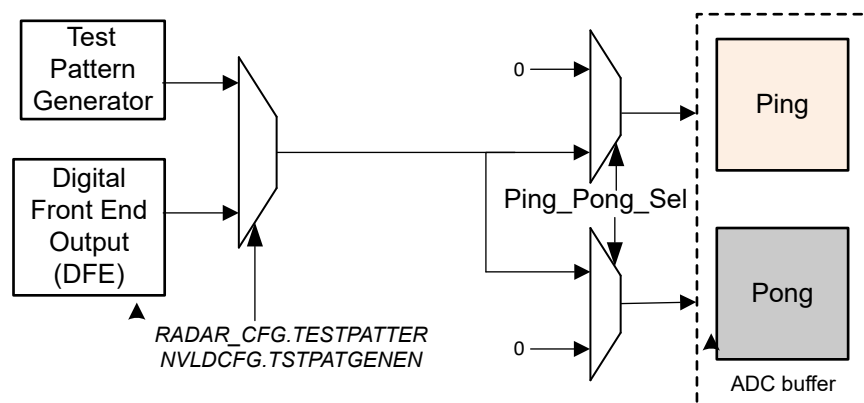 Test
Pattern
Generator
Digital
Front End
Output
(DFE)
RADAR_CFG.TESTPATTER
NVLDCFG.TSTPATGENEN
0
Ping_Pong_Sel
0
Ping
Pong
ADC buffer